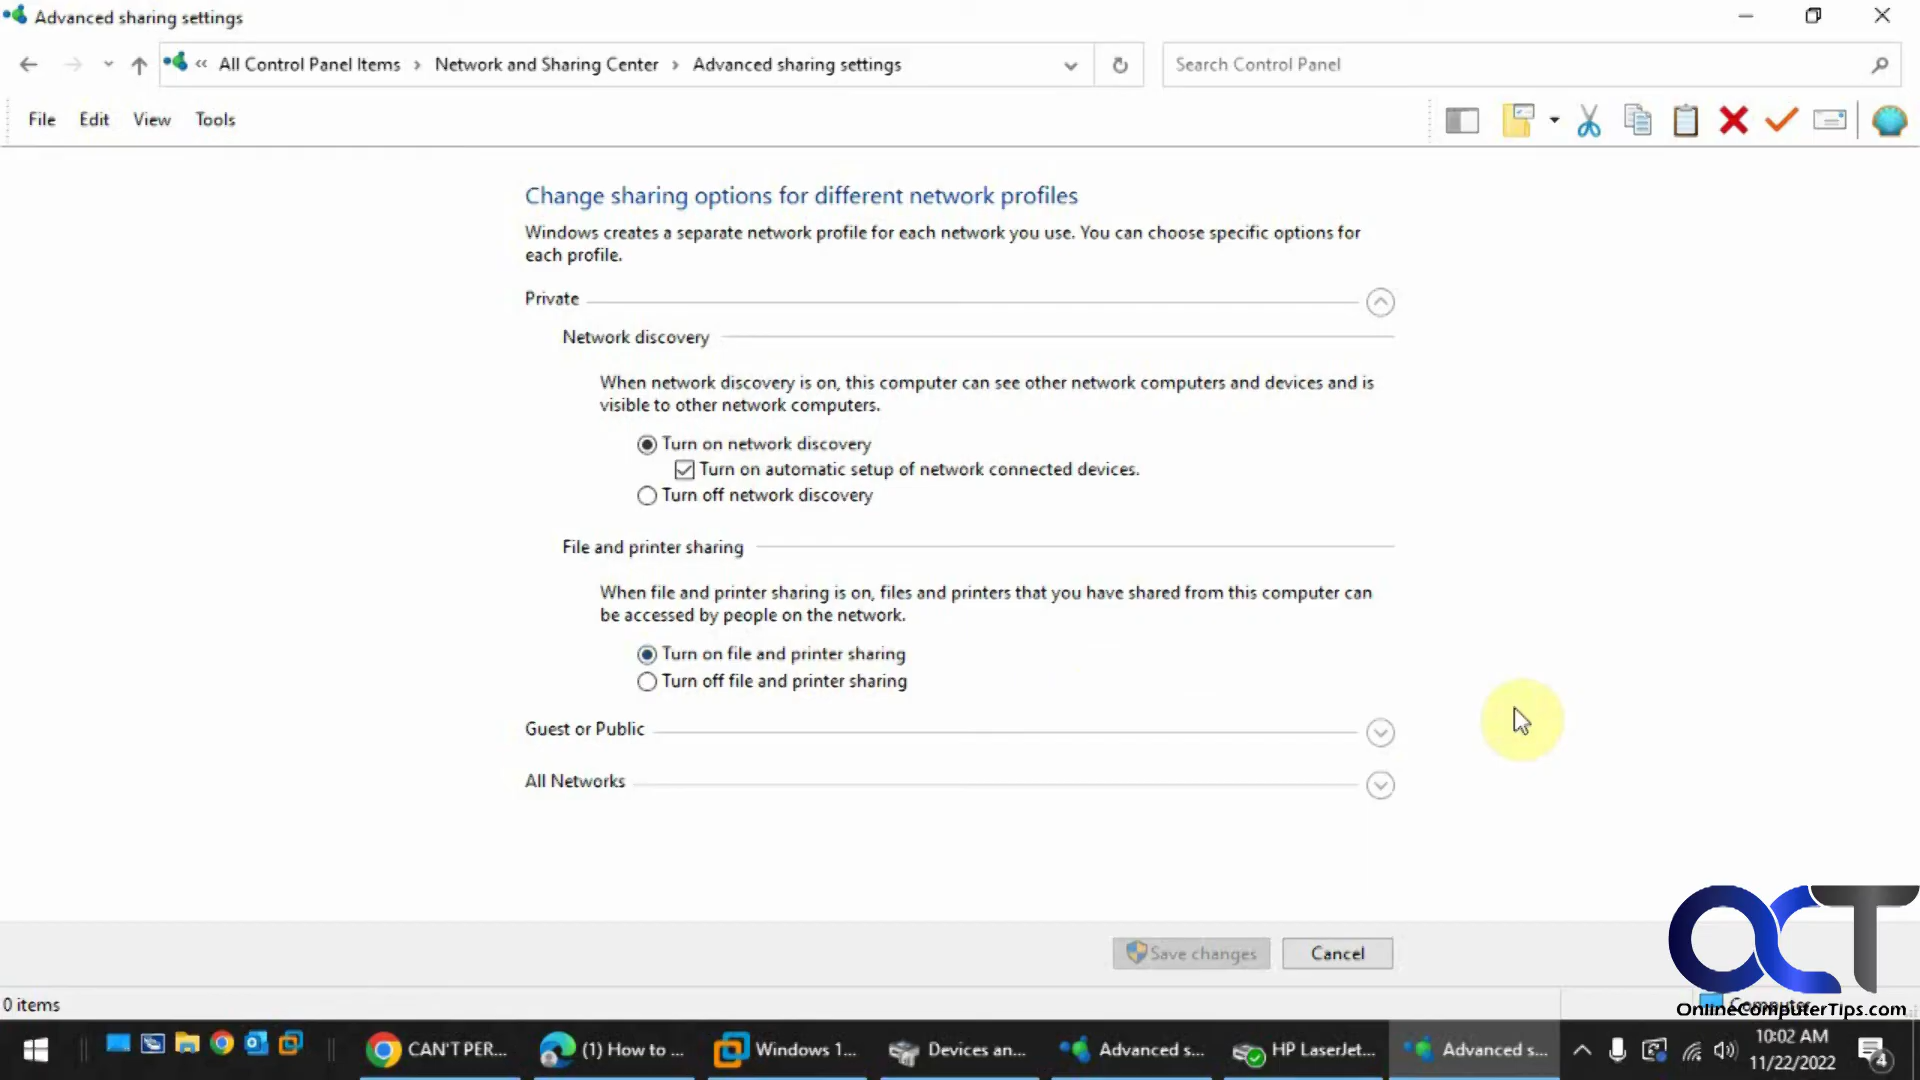 Advanced sharing settings
« All Control Panel Items > Network and Sharing Center > Advanced sharing settings
Search Control Panel
File Edit View Tools
Change sharing options for different network profiles
Windows creates a separate network profile for each network you use. You can choose specific options for
each profile.
Private
Network discovery
When network discovery is on, this computer can see other network computers and devices and is
visible to other network computers.
Turn on network discovery
Turn on automatic setup of network connected devices.
Turn off network discovery
File and printer sharing
When file and printer sharing is on, files and printers that you have shared from this computer can
be accessed by people on the network.
Turn on file and printer sharing
Turn off file and printer sharing
Guest or Public
All Networks
Save changes Cancel
OCT
0 items
Computer
OnlineComputerTips.com
CAN'T PER... (1) How to ... Windows 1... Devices an... Advanced s... HP LaserJet... Advanced s...
10:02 AM
11/22/2022
4